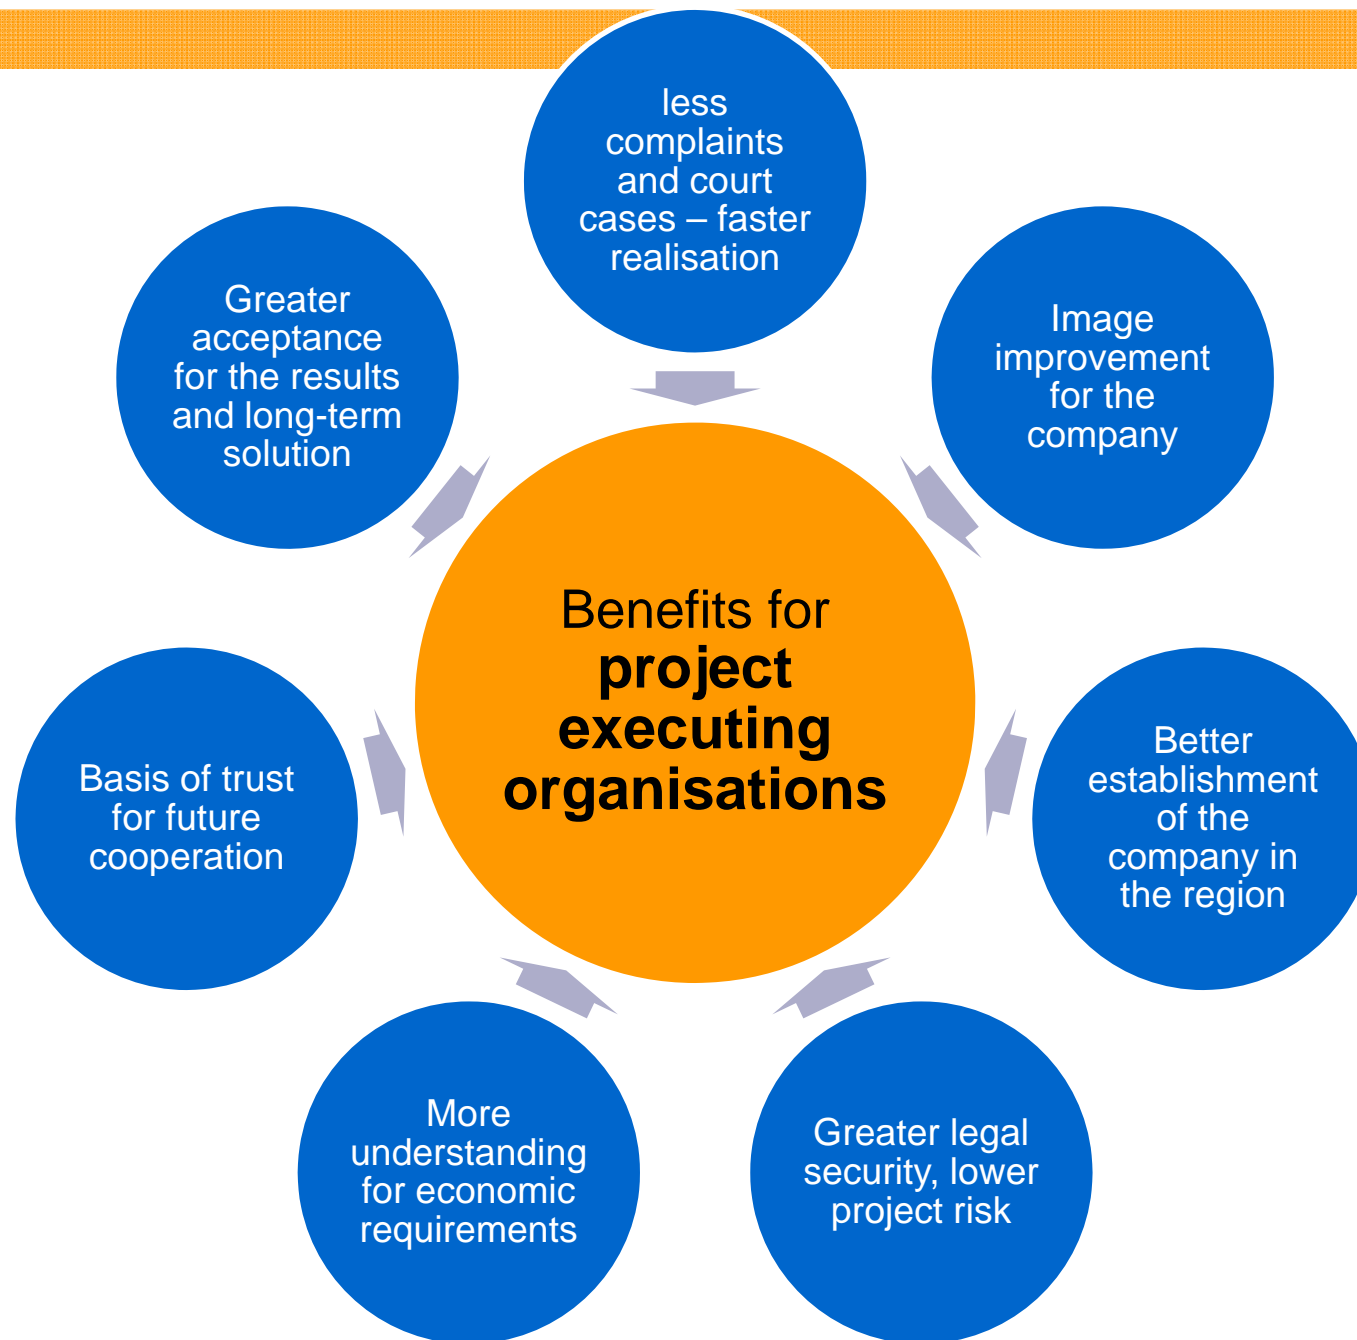 less
complaints
and court
cases – faster
realisation
Image
improvement
for the
company
Better
establishment
of the
company in
the region
Greater legal
security, lower
project risk
More
understanding
for economic
requirements
Basis of trust
for future
cooperation
Greater
acceptance
for the results
and long-term
solution
Benefits for
project
executing
organisations